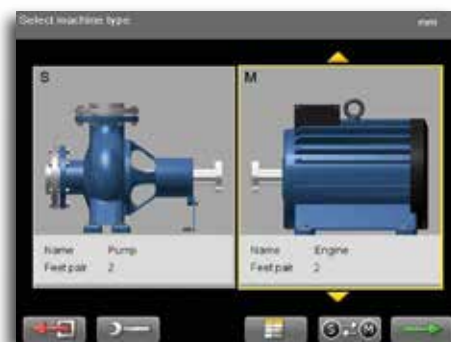 Select machine type
mm
S
M
Name Pump
Feet pair 2
Name Engine
Feet pair 2
S M